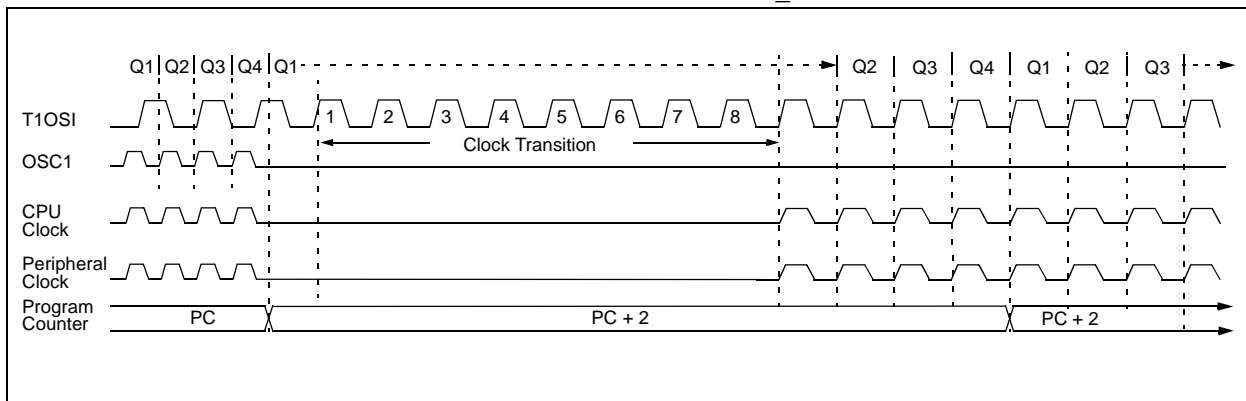 Q1 Q2 Q3 Q4 Q1 Q2 Q3 Q4 Q1 Q2 Q3
T1OSI
1 2 3 4 5 6 7 8
Clock Transition
OSC1
CPU
Clock
Peripheral
Clock
Program
Counter
PC PC + 2 PC + 2